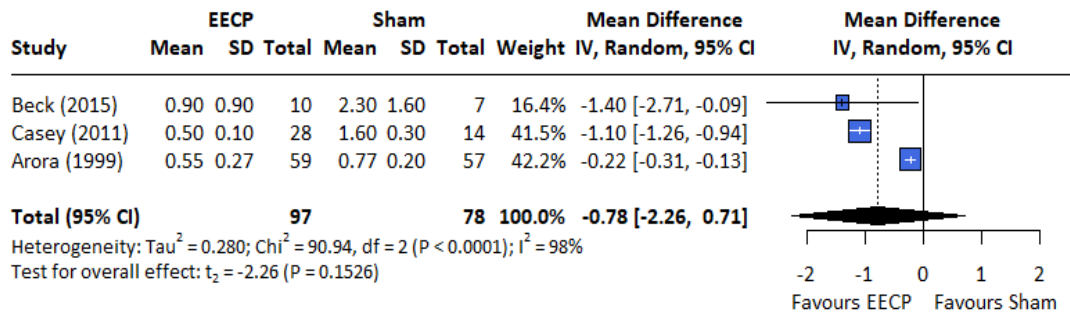 EECP Sham Mean Difference Mean Difference
Study Mean SD Total Mean SD Total Weight IV, Random, 95% CI IV, Random, 95% CI
Beck (2015) 0.90 0.90 10 2.30 1.60 7 16.4% -1.40 [-2.71, -0.09]
Casey (2011) 0.50 0.10 28 1.60 0.30 14 41.5% -1.10 [-1.26, -0.94]
Arora (1999) 0.55 0.27 59 0.77 0.20 57 42.2% -0.22 [-0.31, -0.13]
Total (95% CI) 97 78 100.0% -0.78 [-2.26, 0.71]
Heterogeneity: Tau² = 0.280; Chi² = 90.94, df = 2 (P < 0.0001); I² = 98%
Test for overall effect: t₂ = -2.26 (P = 0.1526)
-2 -1 0 1 2
Favours EECP Favours Sham